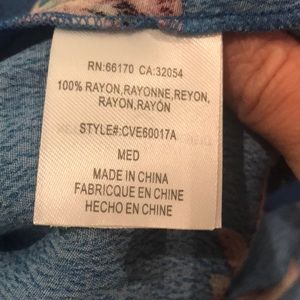 RN:66170 CA:32054
100% RAYON,RAYONNE,REYON,
RAYON,RAYÓN
STYLE#:CVE60017A
MED
MADE IN CHINA
FABRICQUE EN CHINE
HECHO EN CHINE